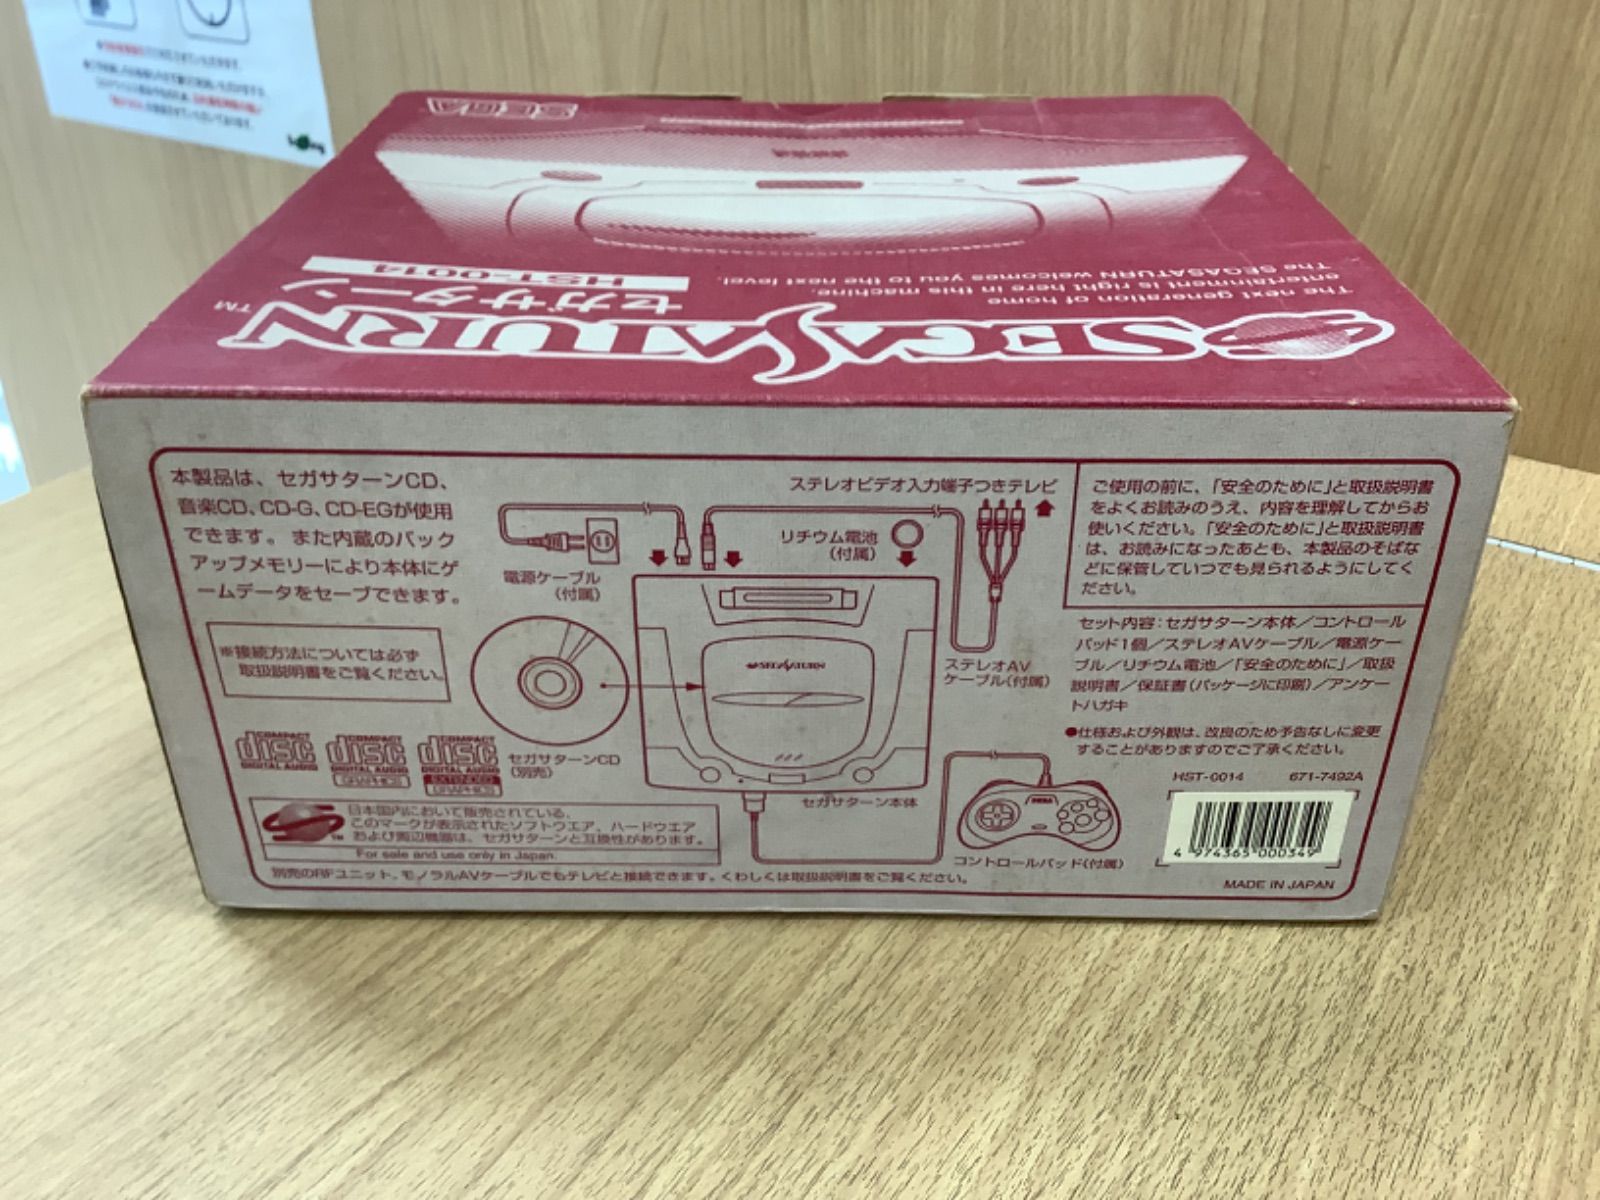 SEGA
HST-0014
セガサターン
SEGASATURN
TM
The next generation of home
entertainment is right here in this machine.
The SEGASATURN welcomes you to the next level.
本製品は、セガサターンCD、
音楽CD、CD-G、CD-EGが使用
できます。また内蔵のバック
アップメモリーにより本体にゲ
ームデータをセーブできます。
※接続方法については必ず
取扱説明書をご覧ください。
COMPACT
disc
DIGITAL AUDIO
COMPACT
disc
DIGITAL AUDIO
GRAPHICS
COMPACT
disc
DIGITAL AUDIO
EXTENDED
GRAPHICS
TM
日本国内において販売されている、
このマークが表示されたソフトウエア、ハードウエア
および周辺機器は、セガサターンと互換性があります。
For sale and use only in Japan.
別売のRFユニット、モノラルAVケーブルでもテレビと接続できます。くわしくは取扱説明書をご覧ください。
ステレオビデオ入力端子つきテレビ
電源ケーブル
(付属)
リチウム電池
(付属)
ステレオAV
ケーブル(付属)
SEGASATURN
セガサターンCD
(別売)
セガサターン本体
SEGA
コントロールパッド(付属)
ご使用の前に、「安全のために」と取扱説明書
をよくお読みのうえ、内容を理解してからお
使いください。「安全のために」と取扱説明書
は、お読みになったあとも、本製品のそばな
どに保管していつでも見られるようにしてく
ださい。
セット内容:セガサターン本体/コントロール
パッド1個/ステレオAVケーブル/電源ケー
ブル/リチウム電池/「安全のために」/取扱
説明書/保証書(パッケージに印刷)/アンケー
トハガキ
●仕様および外観は、改良のため予告なしに変更
することがありますのでご了承ください。
HST-0014 671-7492A
4 974365 000349
MADE IN JAPAN